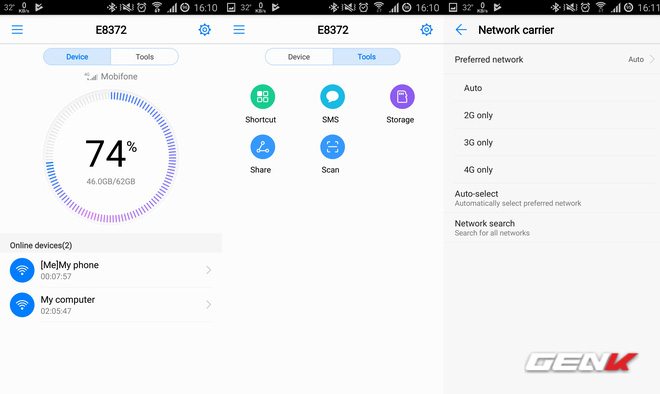 32° 0 KB/s 16:10
E8372
Device Tools
4G Mobifone
74%
46.0GB/62GB
Online devices(2)
[Me]My phone
00:07:57
My computer
02:05:47
32° 0 KB/s 16:10
E8372
Device Tools
Shortcut SMS Storage
Share Scan
32° 0 KB/s 16:11
Network carrier
Preferred network Auto
Auto
2G only
3G only
4G only
Auto-select
Automatically select preferred network
Network search
Search for all networks
GENK